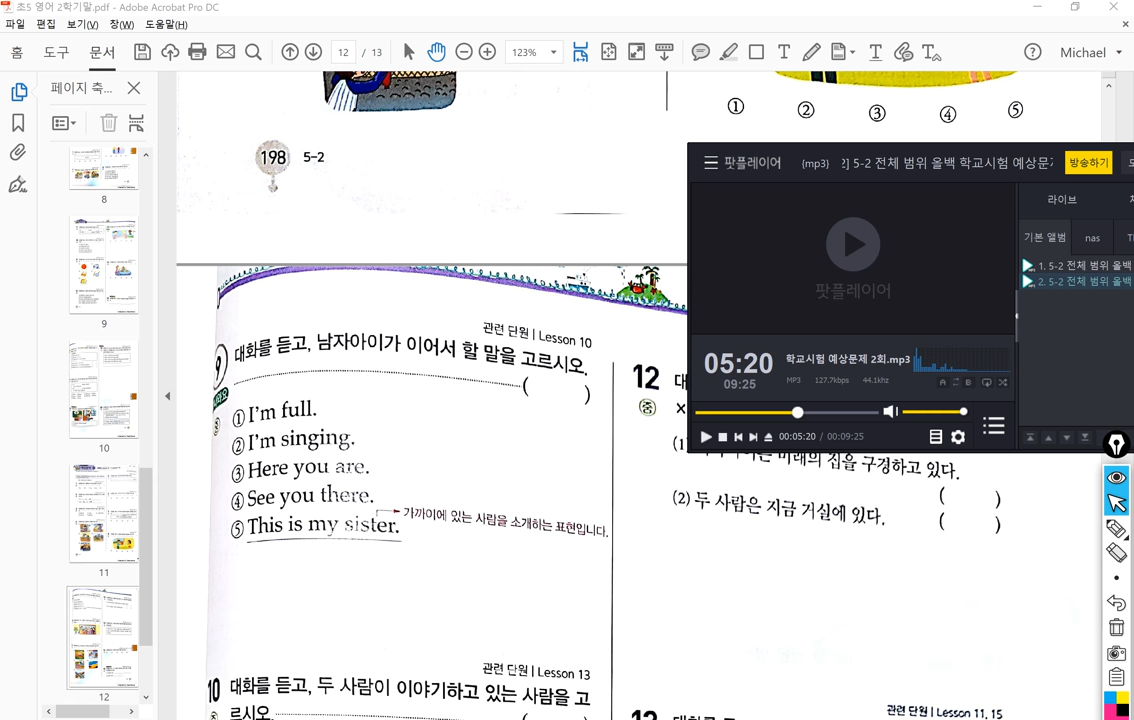 초5 영어 2학기말.pdf - Adobe Acrobat Pro DC
파일 편집 보기(V) 창(W) 도움말(H)
홈 도구 문서 12 / 13 123% Michael
페이지 축...
8
9
10
11
12
① ② ③ ④ ⑤
198 5-2
관련 단원 | Lesson 10
9 대화를 듣고, 남자아이가 이어서 할 말을 고르시오.
( )
① I'm full.
② I'm singing.
③ Here you are.
④ See you there.
⑤ This is my sister.
가까이에 있는 사람을 소개하는 표현입니다.
관련 단원 | Lesson 13
10 대화를 듣고, 두 사람이 이야기하고 있는 사람을 고
르시오.
12 대
중 ×
(1) 미래의 집을 구경하고 있다.
( )
(2) 두 사람은 지금 거실에 있다.
( )
관련 단원 | Lesson 11, 15
팟플레이어 (mp3) 2] 5-2 전체 범위 올백 학교시험 예상문제 방송하기
라이브
기본 앨범 nas
1. 5-2 전체 범위 올백
2. 5-2 전체 범위 올백
팟플레이어
05:20 학교시험 예상문제 2회.mp3
09:25 MP3 127.7kbps 44.1khz A B
00:05:20 / 00:09:25